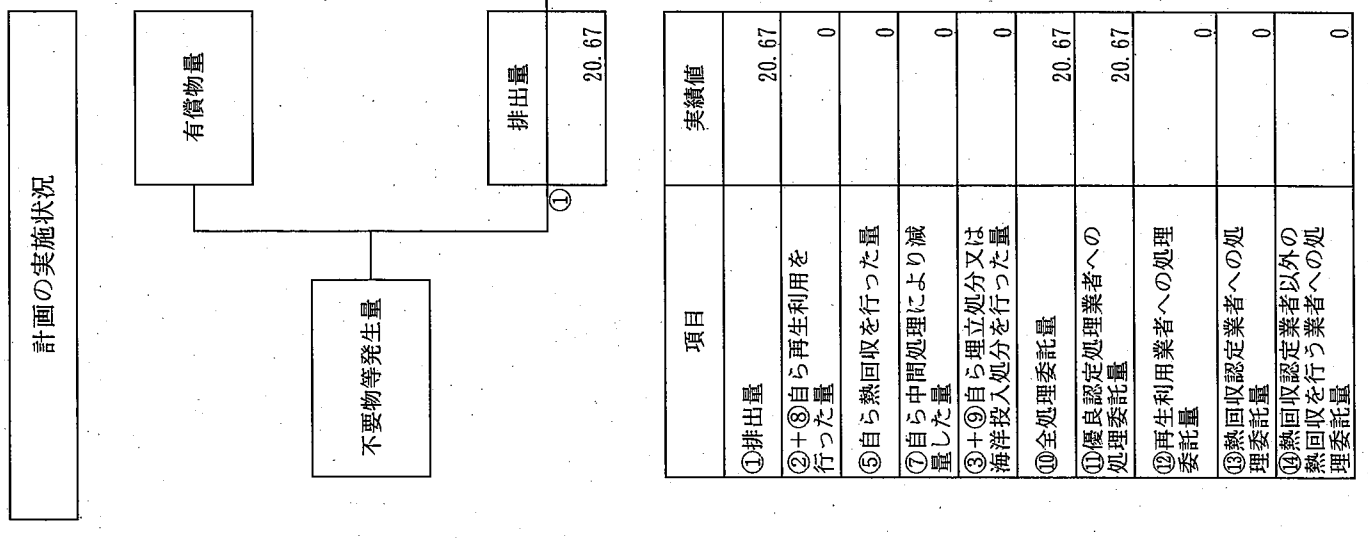 計画の実施状況
有償物量
不要物等発生量
排出量
①
20.67
項目
実績値
①排出量
20.67
②+⑧自ら再生利用を
行った量
0
⑤自ら熱回収を行った量
0
⑦自ら中間処理により減
量した量
0
③+⑨自ら埋立処分又は
海洋投入処分を行った量
0
⑩全処理委託量
20.67
⑪優良認定処理業者への
処理委託量
20.67
⑫再生利用業者への処理
委託量
0
⑬熱回収認定業者への処
理委託量
0
⑭熱回収認定業者以外の
熱回収を行う業者への処
理委託量
0